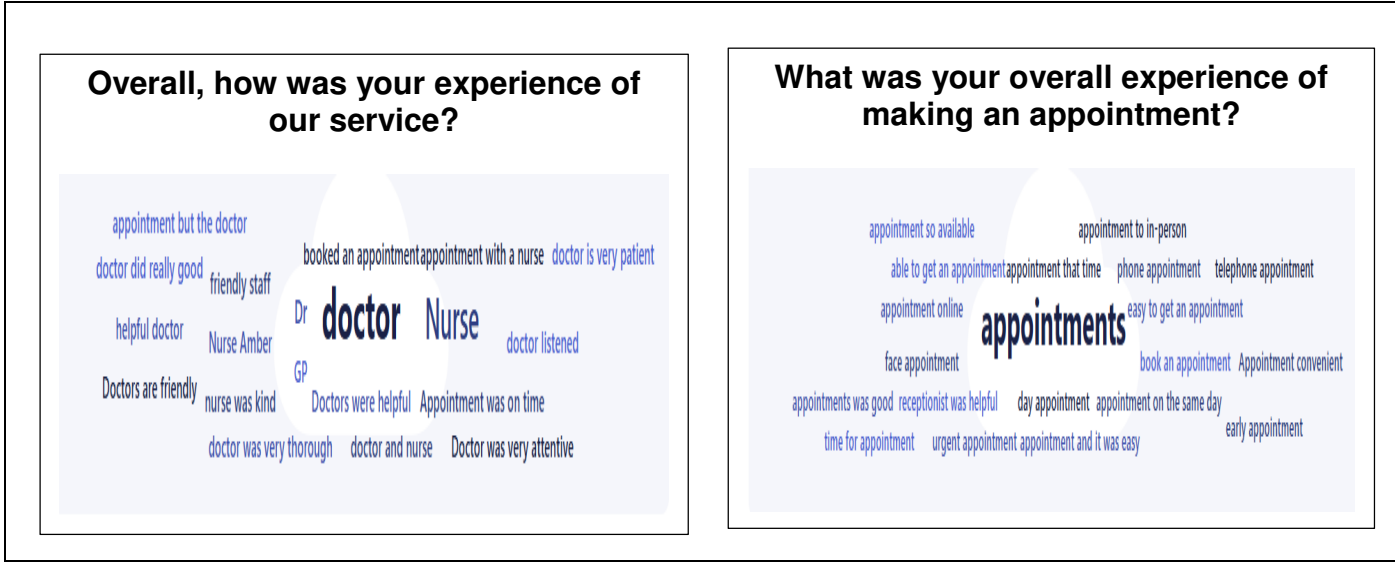 Overall, how was your experience of
our service?
appointment but the doctor
booked an appointment appointment with a nurse doctor is very patient
doctor did really good
friendly staff
Dr doctor Nurse
helpful doctor
Nurse Amber
doctor listened
GP
Doctors are friendly
nurse was kind Doctors were helpful Appointment was on time
doctor was very thorough doctor and nurse Doctor was very attentive
What was your overall experience of
making an appointment?
appointment so available appointment to in-person
able to get an appointment appointment that time phone appointment telephone appointment
appointment online appointments easy to get an appointment
face appointment book an appointment Appointment convenient
appointments was good receptionist was helpful day appointment appointment on the same day
early appointment
time for appointment urgent appointment appointment and it was easy